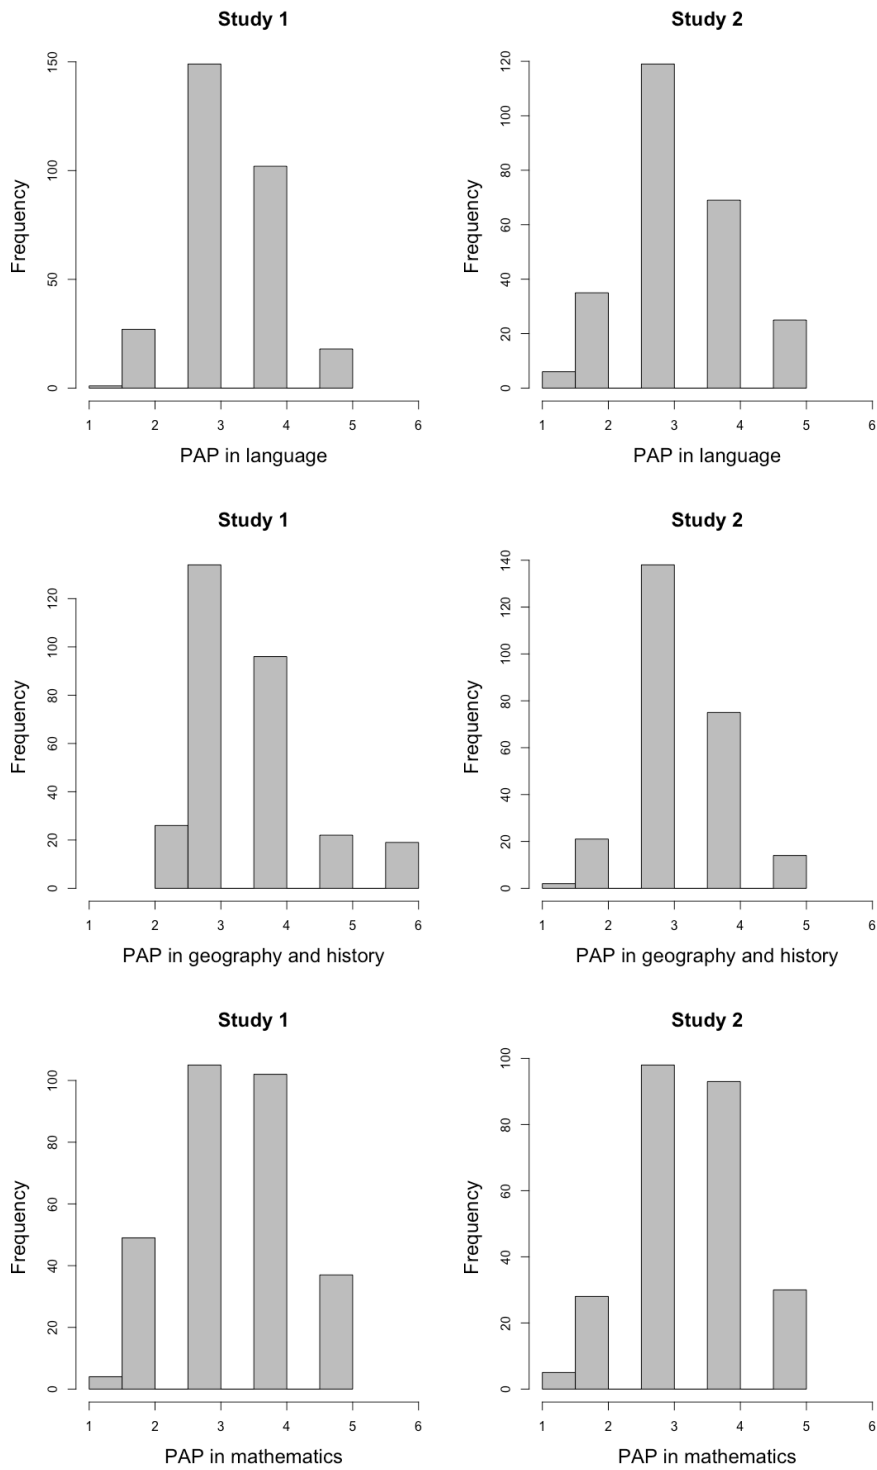 Study 1
Study 2
Frequency
0
50
100
150
1 2 3 4 5 6
PAP in language
Frequency
0
20
40
60
80
100
120
1 2 3 4 5 6
PAP in language
Study 1
Study 2
Frequency
0
20
40
60
80
100
120
1 2 3 4 5 6
PAP in geography and history
Frequency
0
20
40
60
80
100
120
140
1 2 3 4 5 6
PAP in geography and history
Study 1
Study 2
Frequency
0
20
40
60
80
100
1 2 3 4 5 6
PAP in mathematics
Frequency
0
20
40
60
80
100
1 2 3 4 5 6
PAP in mathematics